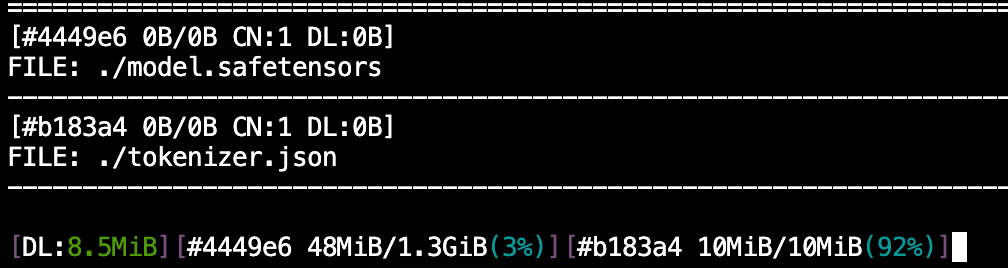 [#4449e6 0B/0B CN:1 DL:0B]
FILE: ./model.safetensors
[#b183a4 0B/0B CN:1 DL:0B]
FILE: ./tokenizer.json
[DL:8.5MiB][#4449e6 48MiB/1.3GiB(3%)][#b183a4 10MiB/10MiB(92%)]